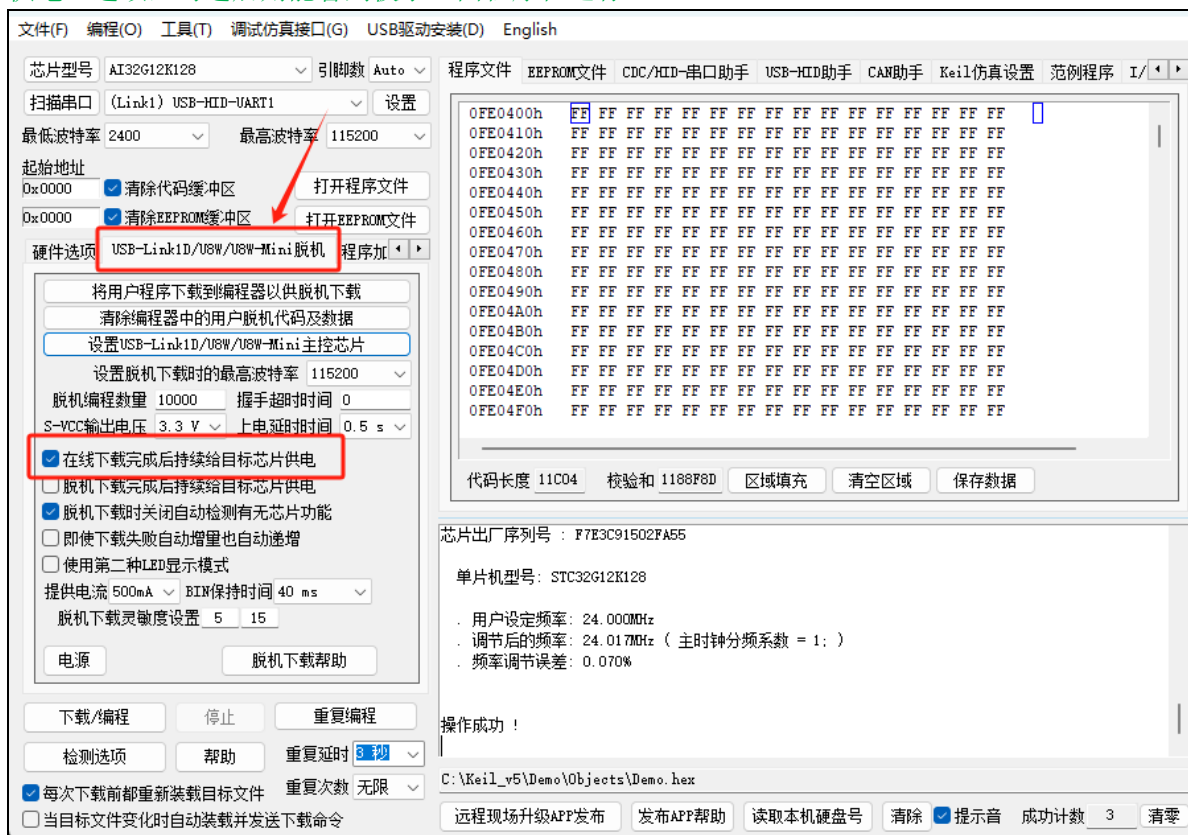 文件(F) 编程(O) 工具(T) 调试仿真接口(G) USB驱动安装(D) English
芯片型号 AI32G12K128 引脚数 Auto
扫描串口 (Link1) USB-HID-UART1 设置
最低波特率 2400 最高波特率 115200
起始地址
0x0000 清除代码缓冲区 打开程序文件
0x0000 清除EEPROM缓冲区 打开EEPROM文件
硬件选项 USB-Link1D/U8W/U8W-Mini脱机 程序加
将用户程序下载到编程器以供脱机下载
清除编程器中的用户脱机代码及数据
设置USB-Link1D/U8W/U8W-Mini主控芯片
设置脱机下载时的最高波特率 115200
脱机编程数量 10000 握手超时时间 0
S-VCC输出电压 3.3 V 上电延时时间 0.5 s
在线下载完成后持续给目标芯片供电
脱机下载完成后持续给目标芯片供电
脱机下载时关闭自动检测有无芯片功能
即使下载失败自动增量也自动递增
使用第二种LED显示模式
提供电流 500mA BIN保持时间 40 ms
脱机下载灵敏度设置 5 15
电源 脱机下载帮助
下载/编程 停止 重复编程
检测选项 帮助 重复延时 3 秒
每次下载前都重新装载目标文件 重复次数 无限
当目标文件变化时自动装载并发送下载命令
程序文件 EEPROM文件 CDC/HID-串口助手 USB-HID助手 CAN助手 Keil仿真设置 范例程序 I/
0FE0400h FF FF FF FF FF FF FF FF FF FF FF FF FF FF FF FF
0FE0410h FF FF FF FF FF FF FF FF FF FF FF FF FF FF FF FF
0FE0420h FF FF FF FF FF FF FF FF FF FF FF FF FF FF FF FF
0FE0430h FF FF FF FF FF FF FF FF FF FF FF FF FF FF FF FF
0FE0440h FF FF FF FF FF FF FF FF FF FF FF FF FF FF FF FF
0FE0450h FF FF FF FF FF FF FF FF FF FF FF FF FF FF FF FF
0FE0460h FF FF FF FF FF FF FF FF FF FF FF FF FF FF FF FF
0FE0470h FF FF FF FF FF FF FF FF FF FF FF FF FF FF FF FF
0FE0480h FF FF FF FF FF FF FF FF FF FF FF FF FF FF FF FF
0FE0490h FF FF FF FF FF FF FF FF FF FF FF FF FF FF FF FF
0FE04A0h FF FF FF FF FF FF FF FF FF FF FF FF FF FF FF FF
0FE04B0h FF FF FF FF FF FF FF FF FF FF FF FF FF FF FF FF
0FE04C0h FF FF FF FF FF FF FF FF FF FF FF FF FF FF FF FF
0FE04D0h FF FF FF FF FF FF FF FF FF FF FF FF FF FF FF FF
0FE04E0h FF FF FF FF FF FF FF FF FF FF FF FF FF FF FF FF
0FE04F0h FF FF FF FF FF FF FF FF FF FF FF FF FF FF FF FF
代码长度 11C04 校验和 1188F8D 区域填充 清空区域 保存数据
芯片出厂序列号 : F7E3C91502FA55
单片机型号: STC32G12K128
. 用户设定频率: 24.000MHz
. 调节后的频率: 24.017MHz ( 主时钟分频系数 = 1; )
. 频率调节误差: 0.070%
操作成功 !
C:\Keil_v5\Demo\Objects\Demo.hex
远程现场升级APP发布 发布APP帮助 读取本机硬盘号 清除 提示音 成功计数 3 清零